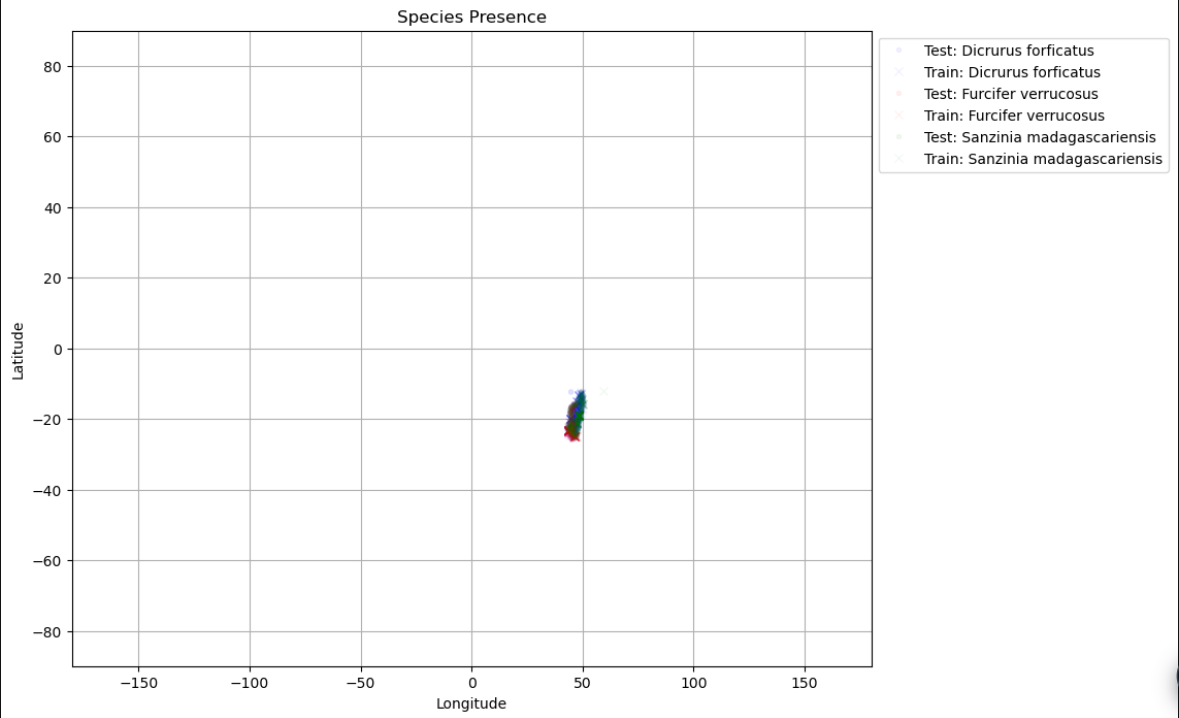 Species Presence
Test: Dicrurus forficatus
Train: Dicrurus forficatus
Test: Furcifer verrucosus
Train: Furcifer verrucosus
Test: Sanzinia madagascariensis
Train: Sanzinia madagascariensis
80
60
40
20
0
−20
−40
−60
−80
Latitude
−150
−100
−50
0
50
100
150
Longitude